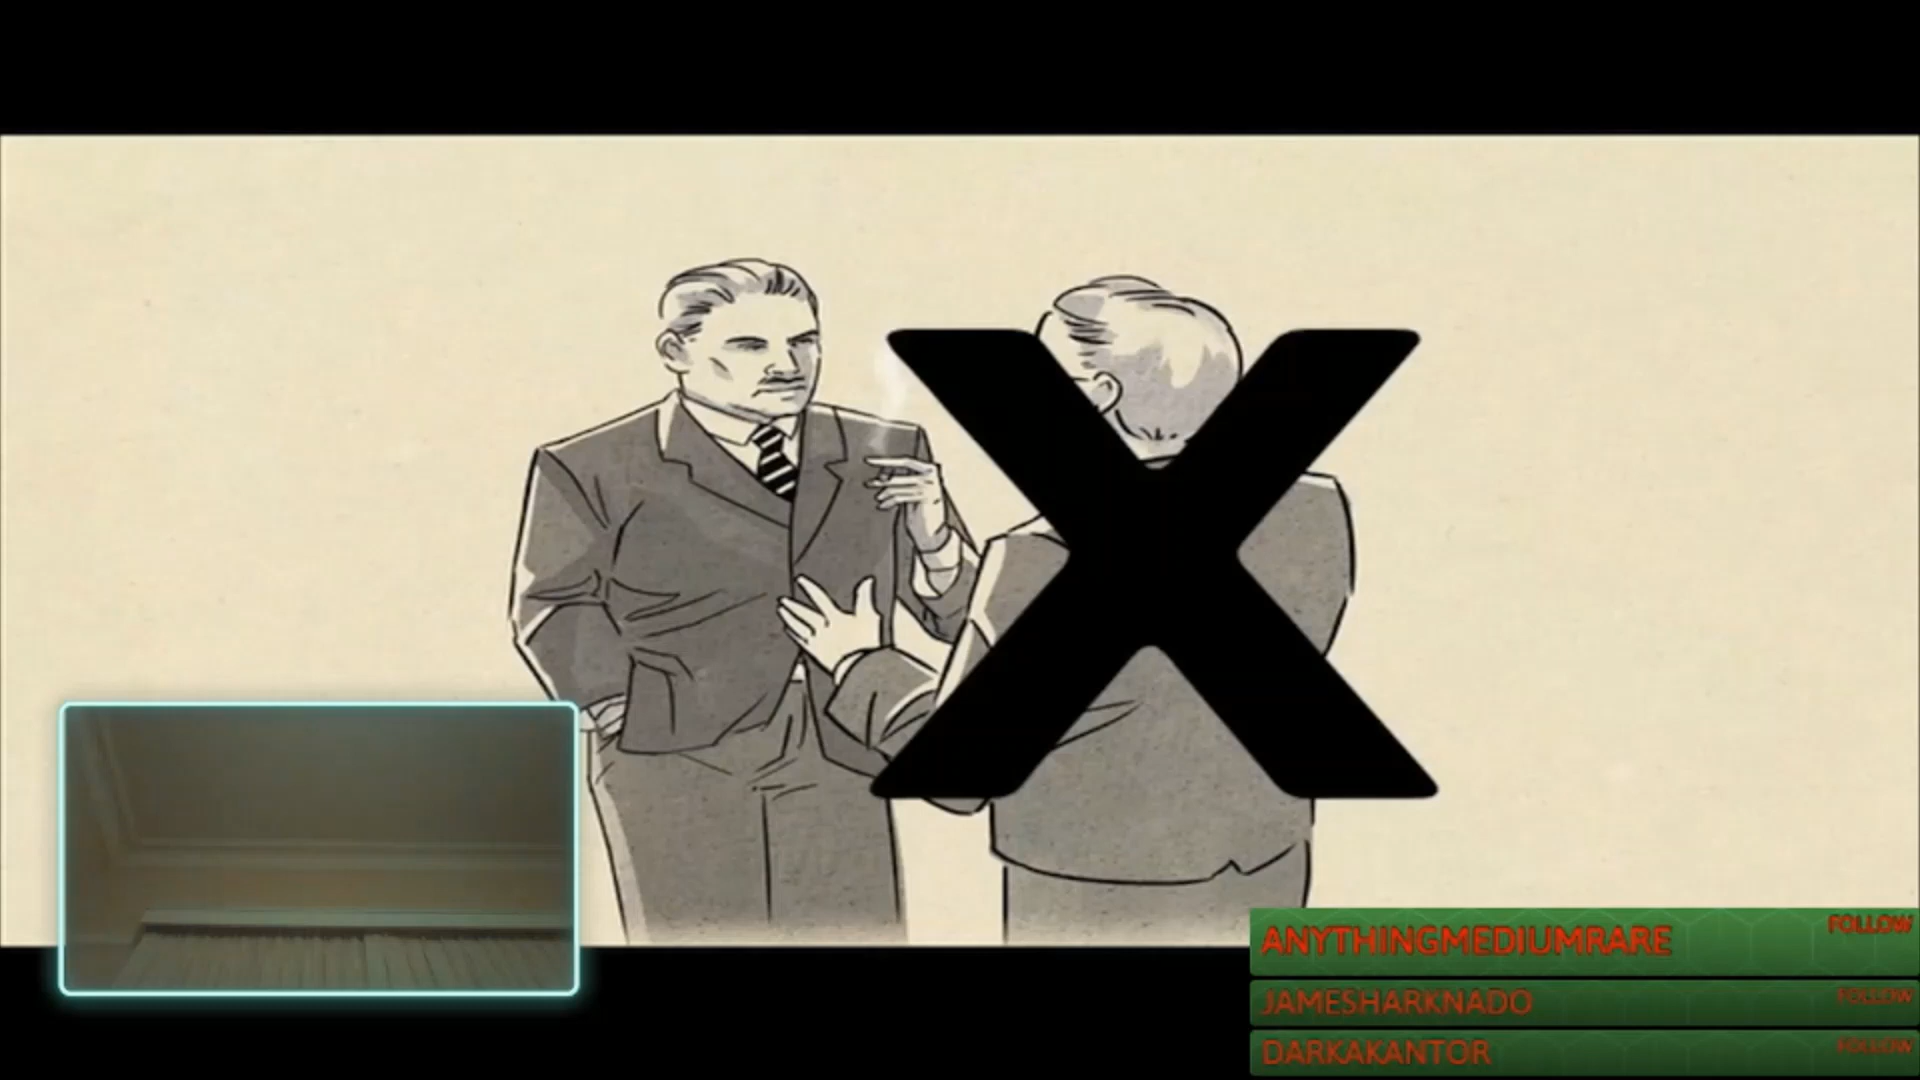 X
ANYTHINGMEDIUMRARE
FOLLOW
JAMESHARKNADO
FOLLOW
DARKAKANTOR
FOLLOW